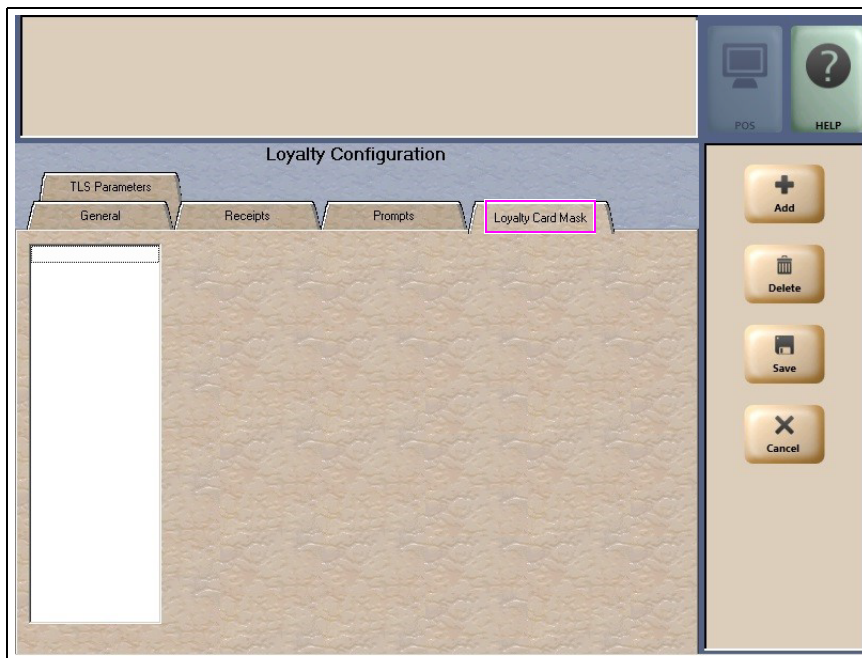 POS
HELP
Loyalty Configuration
TLS Parameters
General
Receipts
Prompts
Loyalty Card Mask
Add
Delete
Save
Cancel